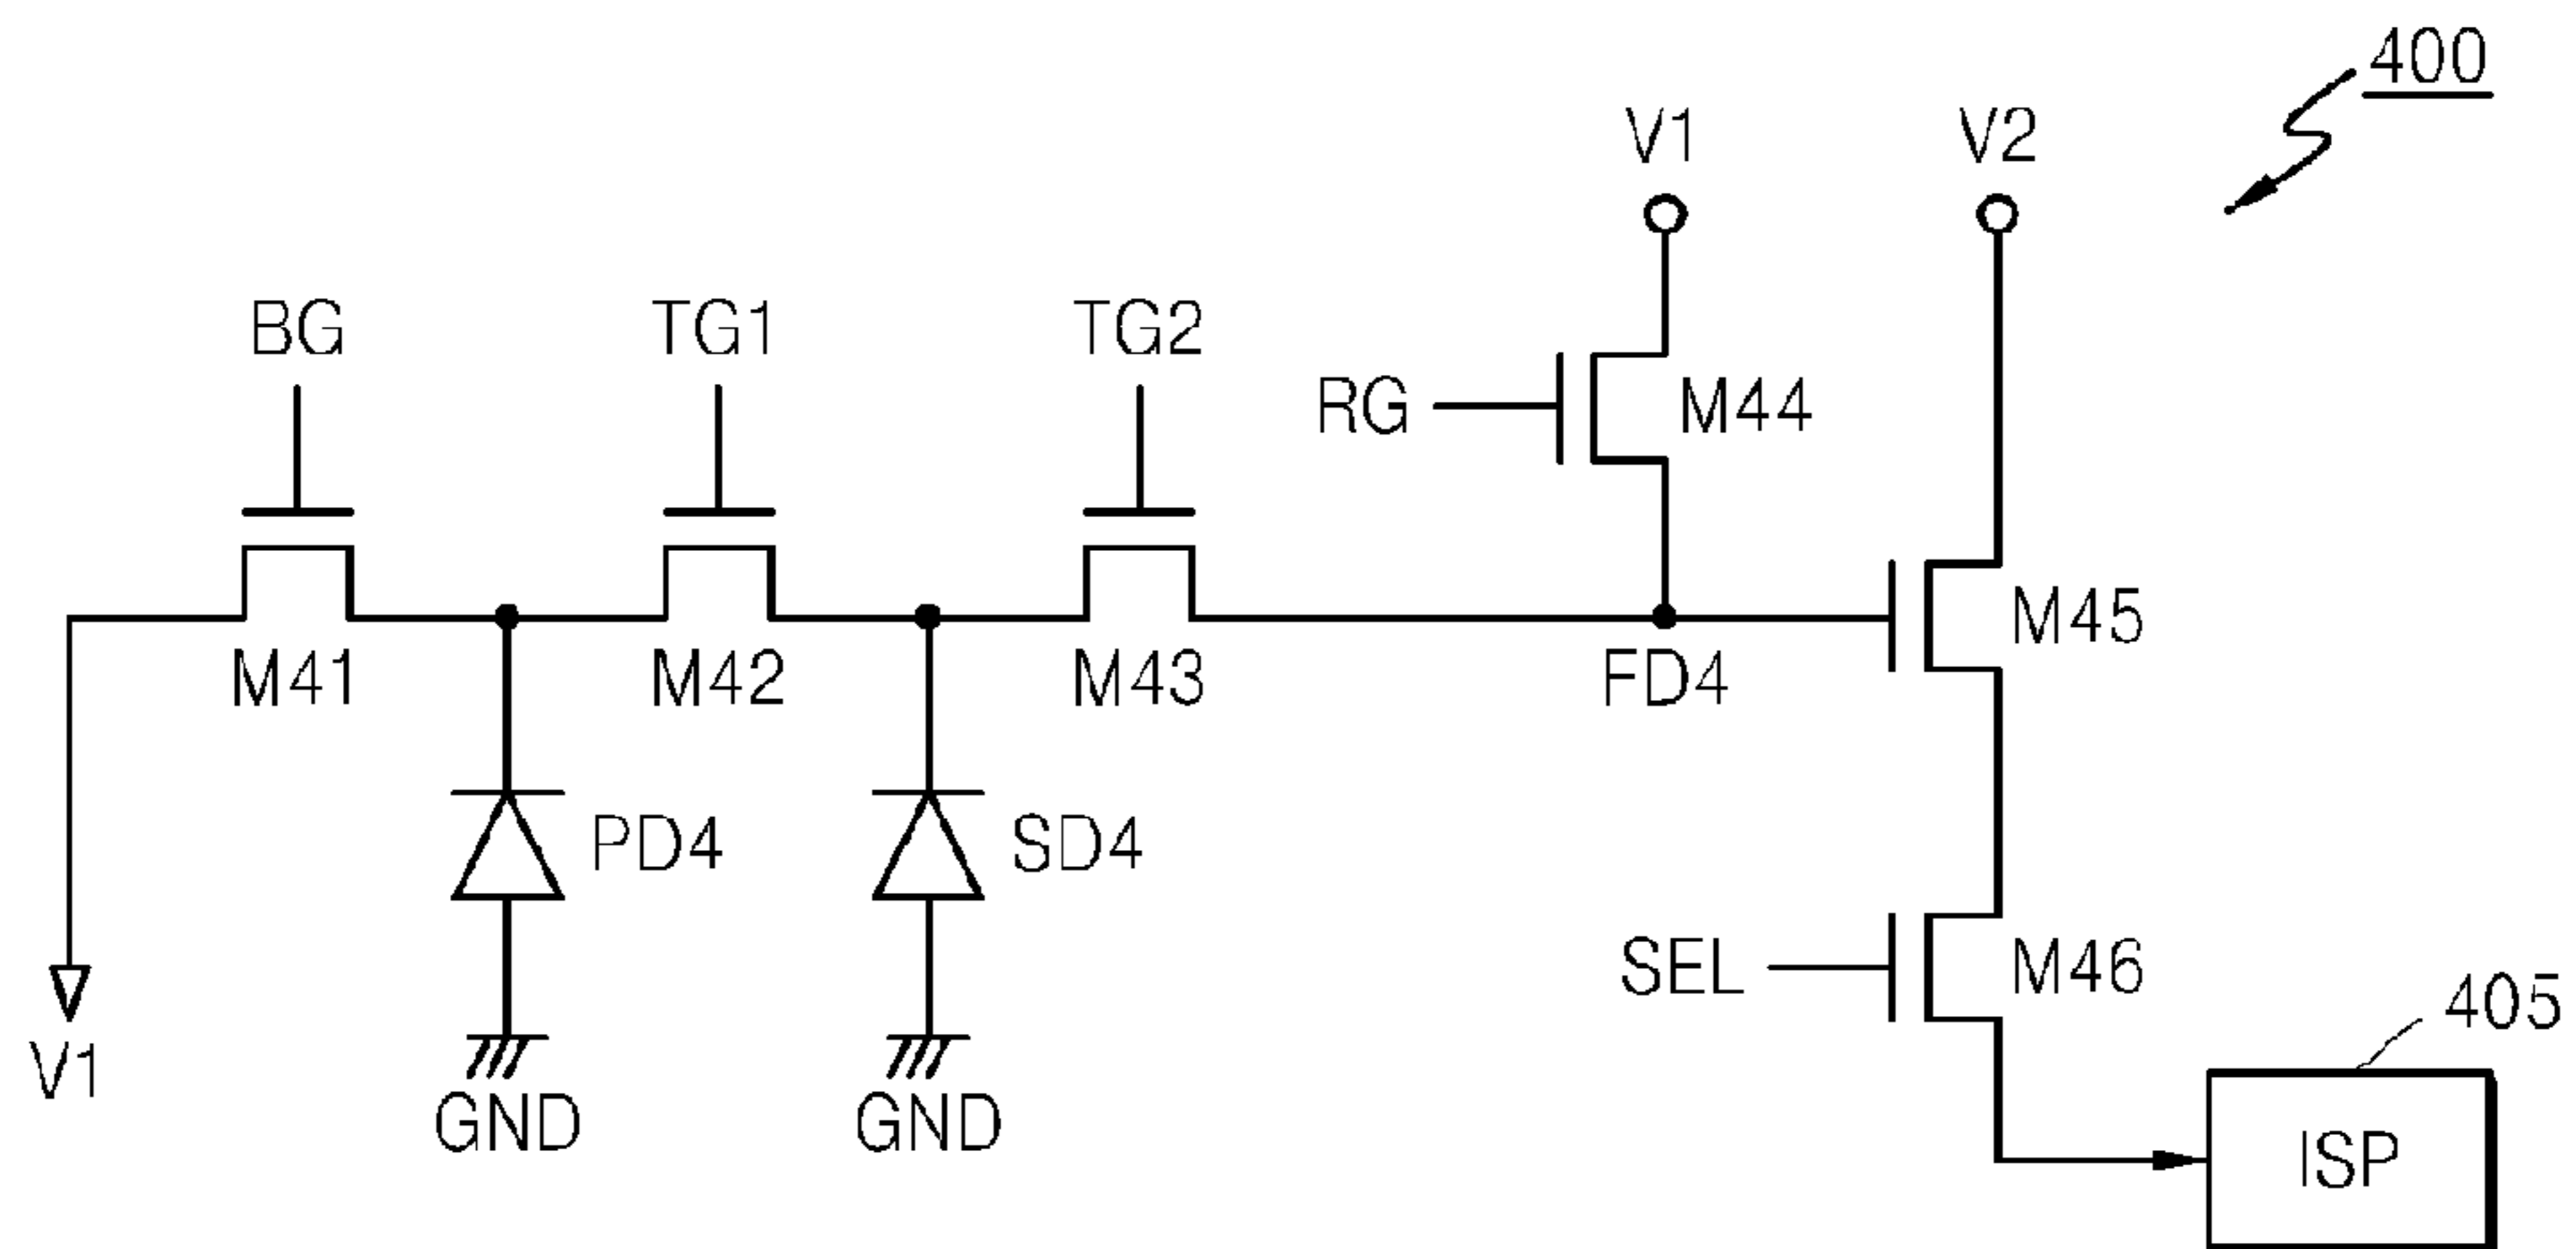 400
V1 V2
BG TG1 TG2
RG M44
M45
M41 M42 M43 FD4
PD4 SD4
SEL M46
405
V1
GND GND
ISP